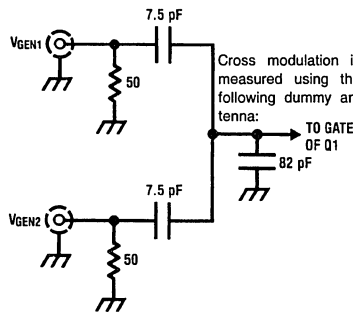 7.5 pF
VGEN1
50
Cross modulation i
measured using th
following dummy an
tenna:
TO GATE
OF Q1
82 pF
7.5 pF
VGEN2
50